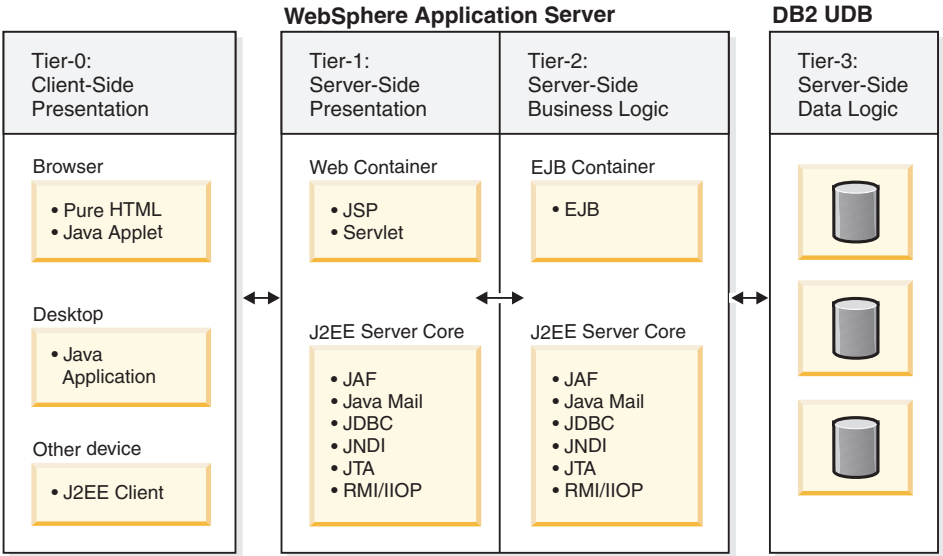 WebSphere Application Server
DB2 UDB
Tier-0:
Client-Side
Presentation
Browser
• Pure HTML
• Java Applet
Desktop
• Java
Application
Other device
• J2EE Client
Tier-1:
Server-Side
Presentation
Web Container
• JSP
• Servlet
J2EE Server Core
• JAF
• Java Mail
• JDBC
• JNDI
• JTA
• RMI/IIOP
Tier-2:
Server-Side
Business Logic
EJB Container
• EJB
J2EE Server Core
• JAF
• Java Mail
• JDBC
• JNDI
• JTA
• RMI/IIOP
Tier-3:
Server-Side
Data Logic